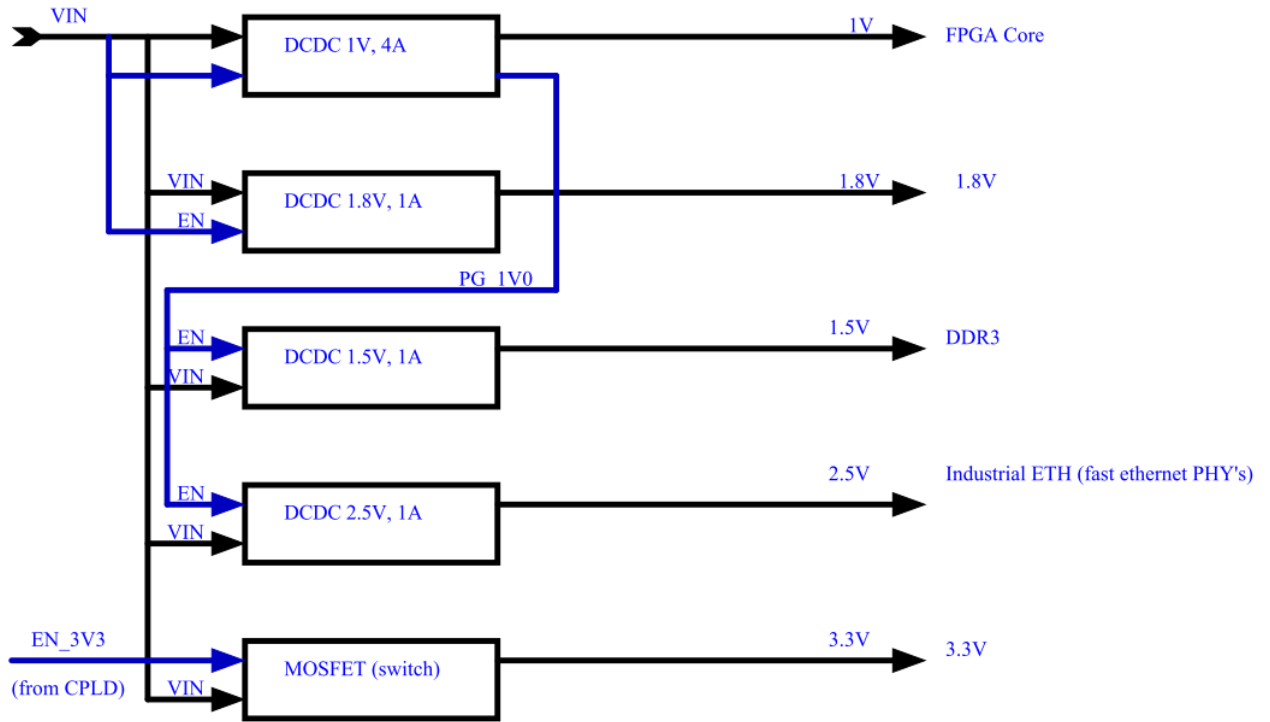 VIN
DCDC 1V, 4A
1V
FPGA Core
VIN
EN
DCDC 1.8V, 1A
1.8V
1.8V
PG_1V0
EN
VIN
DCDC 1.5V, 1A
1.5V
DDR3
EN
VIN
DCDC 2.5V, 1A
2.5V
Industrial ETH (fast ethernet PHY's)
EN_3V3
(from CPLD)
VIN
MOSFET (switch)
3.3V
3.3V